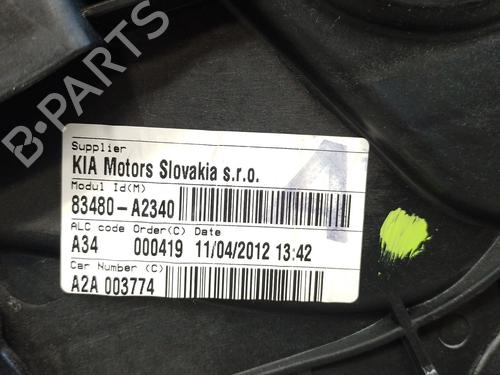 B-PARTS
Supplier
KIA Motors Slovakia s.r.o.
Modul Id(M)
83480-A2340
ALC code Order(C) Date
A34 000419 11/04/2012 13:42
Car Number (C)
A2A 003774